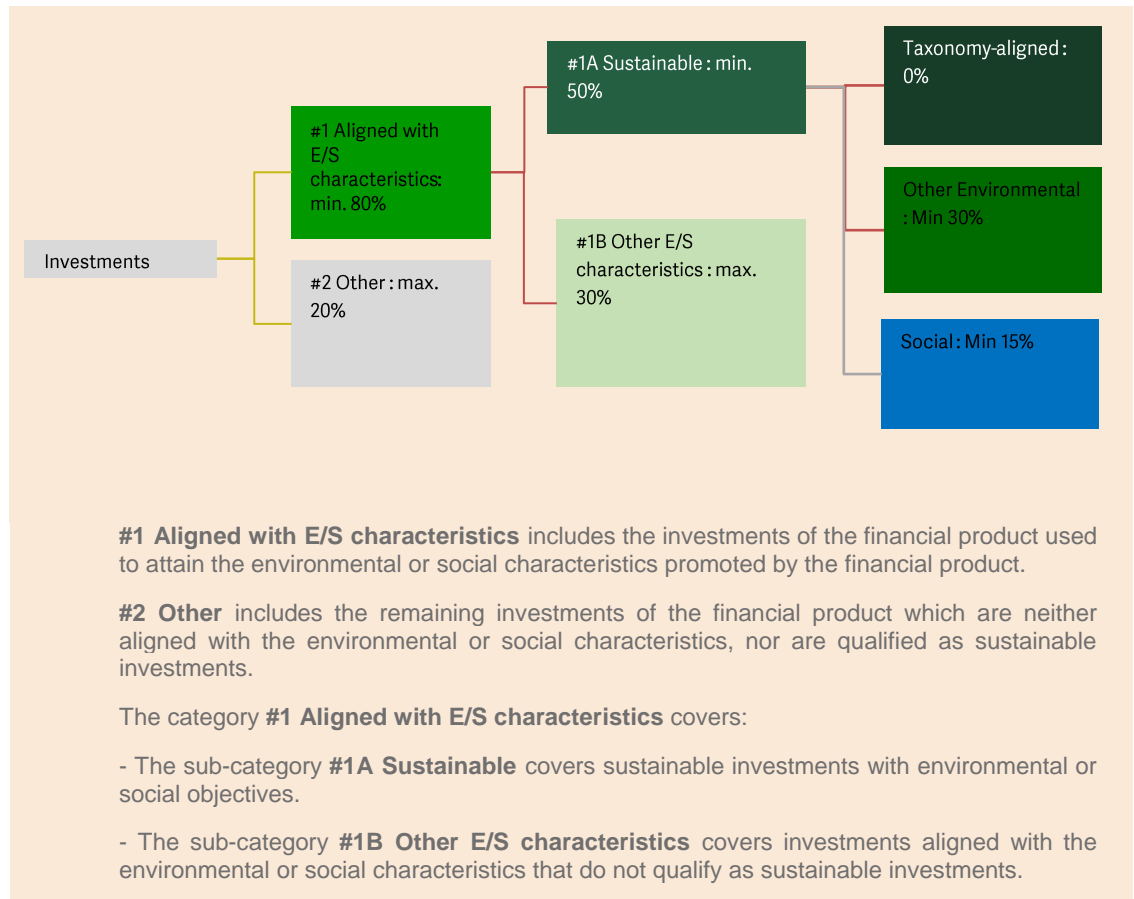 Investments
#1 Aligned with
E/S
characteristics:
min. 80%
#2 Other : max.
20%
#1A Sustainable : min.
50%
#1B Other E/S
characteristics : max.
30%
Taxonomy-aligned :
0%
Other Environmental
: Min 30%
Social : Min 15%
#1 Aligned with E/S characteristics includes the investments of the financial product used
to attain the environmental or social characteristics promoted by the financial product.
#2 Other includes the remaining investments of the financial product which are neither
aligned with the environmental or social characteristics, nor are qualified as sustainable
investments.
The category #1 Aligned with E/S characteristics covers:
- The sub-category #1A Sustainable covers sustainable investments with environmental or
social objectives.
- The sub-category #1B Other E/S characteristics covers investments aligned with the
environmental or social characteristics that do not qualify as sustainable investments.